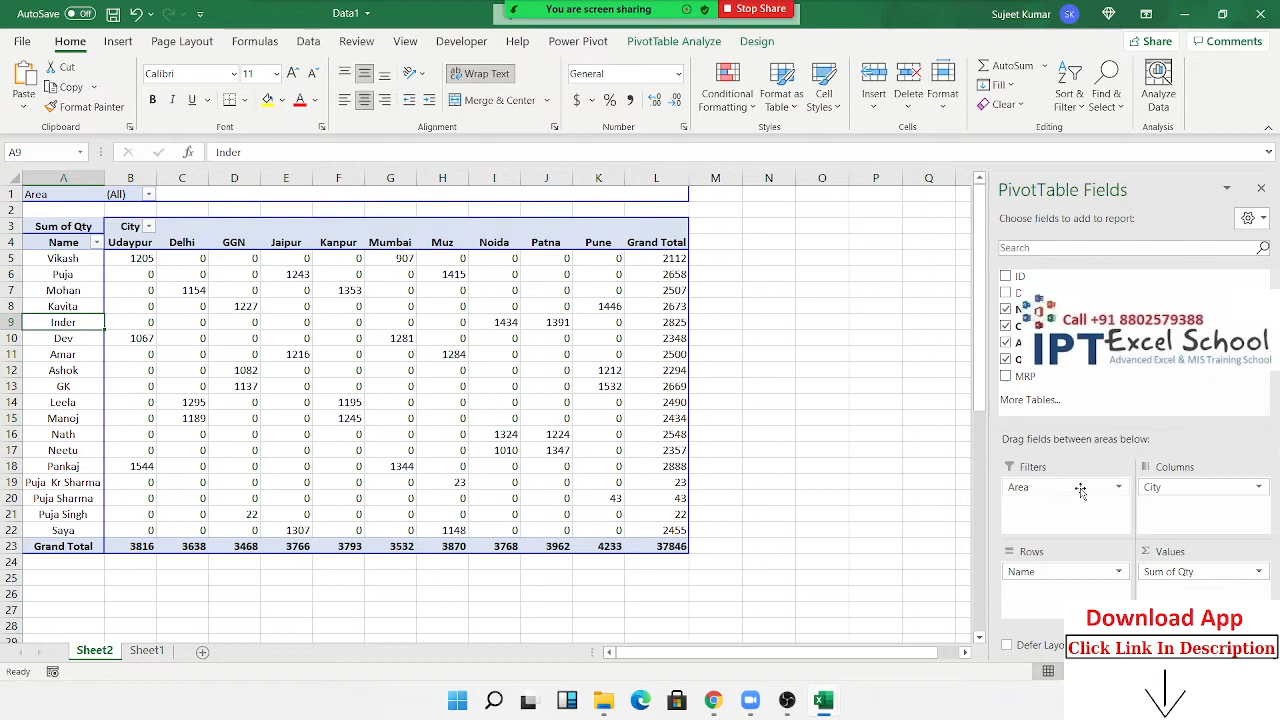 AutoSave Off Data1 You are screen sharing Stop Share Sujeet Kumar SK
File Home Insert Page Layout Formulas Data Review View Developer Help Power Pivot PivotTable Analyze Design Share Comments
Paste Cut Copy Format Painter Calibri 11 B I U A Wrap Text Merge & Center General $ % , Conditional Formatting Format as Table Cell Styles Insert Delete Format AutoSum Fill Clear Sort & Filter Find & Select Analyze Data
Clipboard Font Alignment Number Styles Cells Editing Analysis
A9 fx Inder
A B C D E F G H I J K L M N O P Q
1 Area (All)
2
3 Sum of Qty City
4 Name Udaypur Delhi GGN Jaipur Kanpur Mumbai Muz Noida Patna Pune Grand Total
5 Vikash 1205 0 0 0 0 907 0 0 0 0 2112
6 Puja 0 0 0 1243 0 0 1415 0 0 0 2658
7 Mohan 0 1154 0 0 1353 0 0 0 0 0 2507
8 Kavita 0 0 1227 0 0 0 0 0 0 1446 2673
9 Inder 0 0 0 0 0 0 0 1434 1391 0 2825
10 Dev 1067 0 0 0 0 1281 0 0 0 0 2348
11 Amar 0 0 0 1216 0 0 1284 0 0 0 2500
12 Ashok 0 0 1082 0 0 0 0 0 0 1212 2294
13 GK 0 0 1137 0 0 0 0 0 0 1532 2669
14 Leela 0 1295 0 0 1195 0 0 0 0 0 2490
15 Manoj 0 1189 0 0 1245 0 0 0 0 0 2434
16 Nath 0 0 0 0 0 0 0 1324 1224 0 2548
17 Neetu 0 0 0 0 0 0 0 1010 1347 0 2357
18 Pankaj 1544 0 0 0 0 1344 0 0 0 0 2888
19 Puja Kr Sharma 0 0 0 0 0 0 23 0 0 0 23
20 Puja Sharma 0 0 0 0 0 0 0 0 0 43 43
21 Puja Singh 0 0 22 0 0 0 0 0 0 0 22
22 Saya 0 0 0 1307 0 0 1148 0 0 0 2455
23 Grand Total 3816 3638 3468 3766 3793 3532 3870 3768 3962 4233 37846
24
25
26
27
28
29
Sheet2 Sheet1
Ready
PivotTable Fields
Choose fields to add to report:
Search
ID
D
N
C
A
Q
MRP
More Tables...
Call +91 8802579388
IPT Excel School
Advanced Excel & MIS Training School
Drag fields between areas below:
Filters Columns
Area City
Rows Values
Name Sum of Qty
Defer Layo
Download App
Click Link In Description